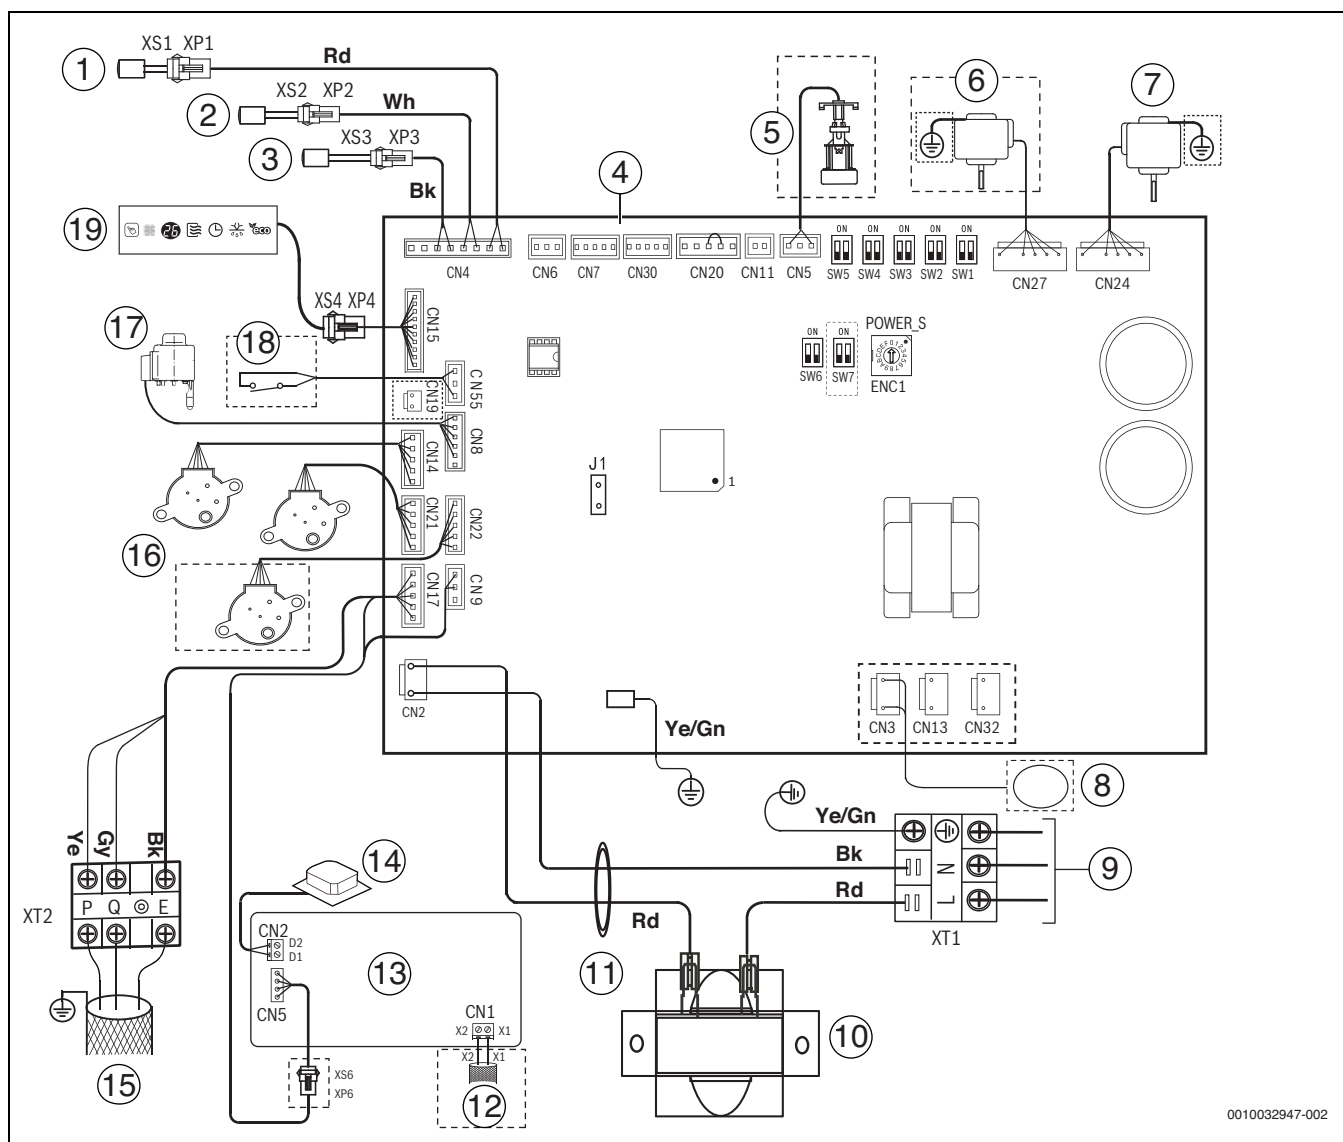 XS1 XP1
Rd
1
XS2 XP2
Wh
2
XS3 XP3
3
Bk
4
5
6
7
19
26
eco
CN4
CN6
CN7
CN30
CN20
CN11
CN5
ON
ON
ON
ON
ON
SW5
SW4
SW3
SW2
SW1
CN27
CN24
XS4 XP4
CN15
17
18
CN55
CN19
CN8
CN14
POWER_S
ON
ON
SW6
SW7
0123456789ABCDEF
ENC1
J1
1
CN21
CN22
16
CN17
CN9
CN2
Ye/Gn
CN3
CN13
CN32
8
Ye/Gn
Bk
N
Rd
L
9
XT1
Ye
Gy
Bk
XT2
P Q E
14
CN2
D2
D1
13
CN5
CN1
X2 X1
X2 X1
XS6
XP6
12
15
Rd
11
10
0010032947-002